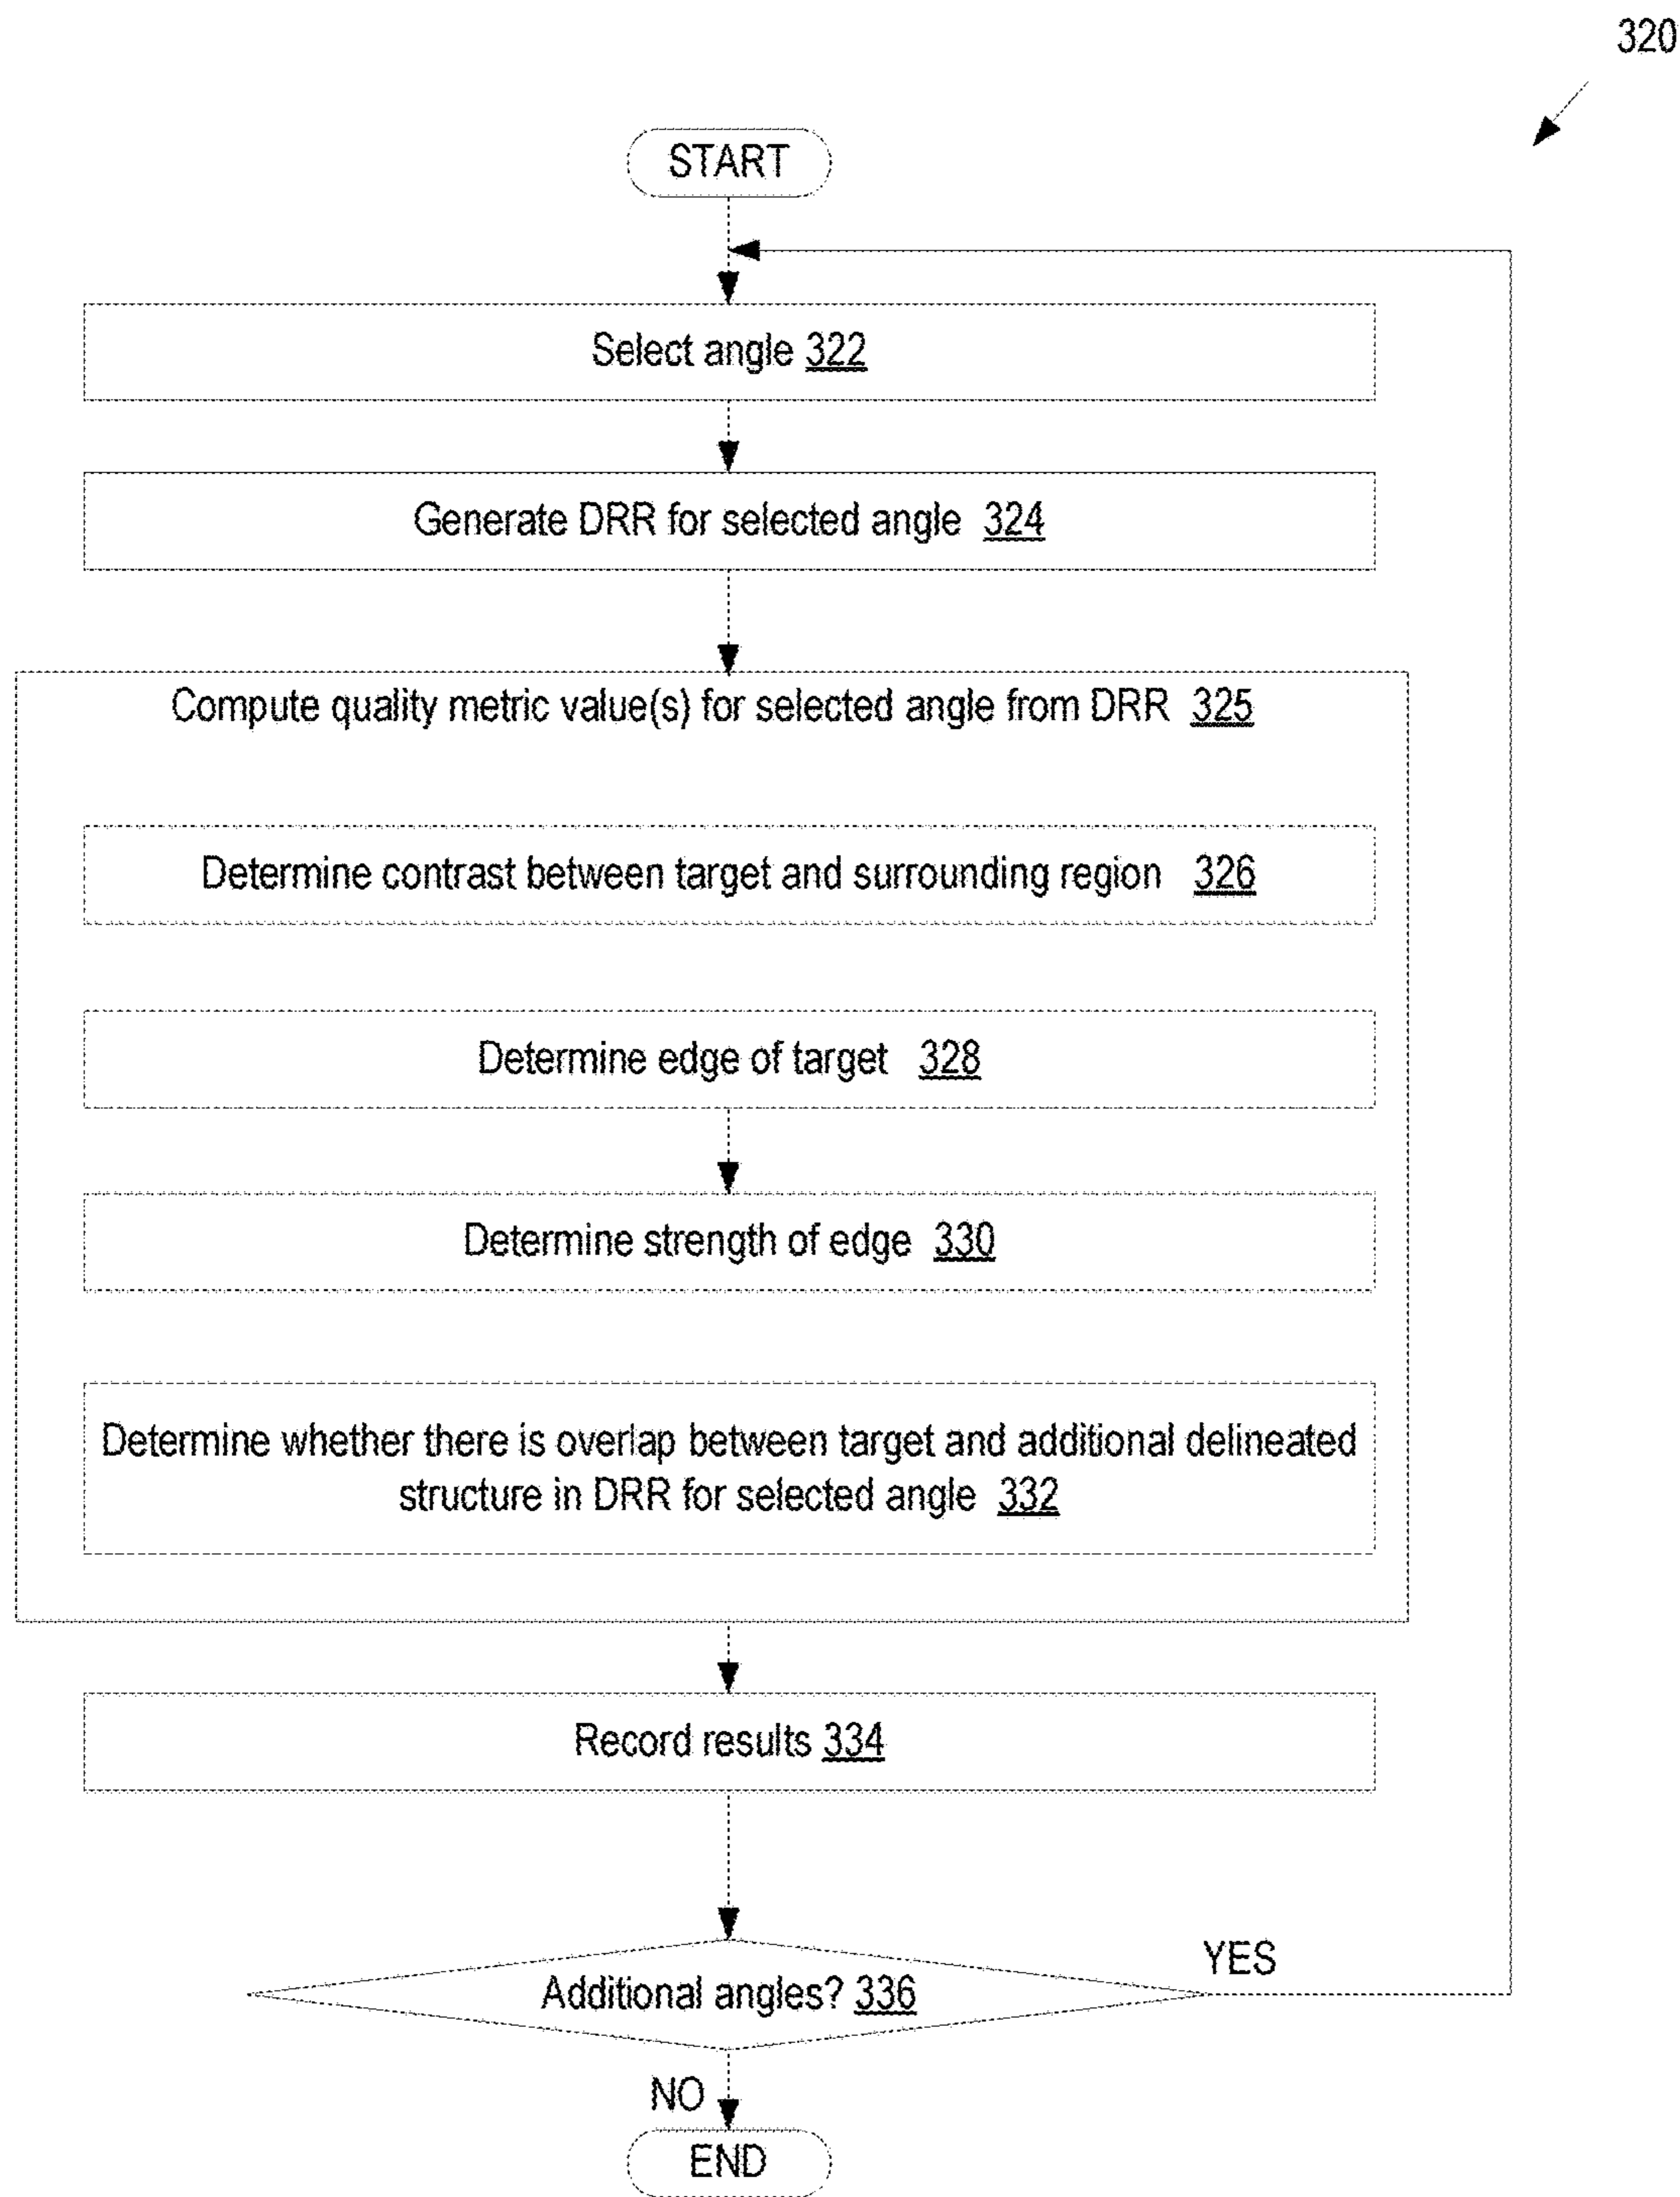 320
START
Select angle 322
Generate DRR for selected angle 324
Compute quality metric value(s) for selected angle from DRR 325
Determine contrast between target and surrounding region 326
Determine edge of target 328
Determine strength of edge 330
Determine whether there is overlap between target and additional delineated
structure in DRR for selected angle 332
Record results 334
Additional angles? 336
YES
NO
END